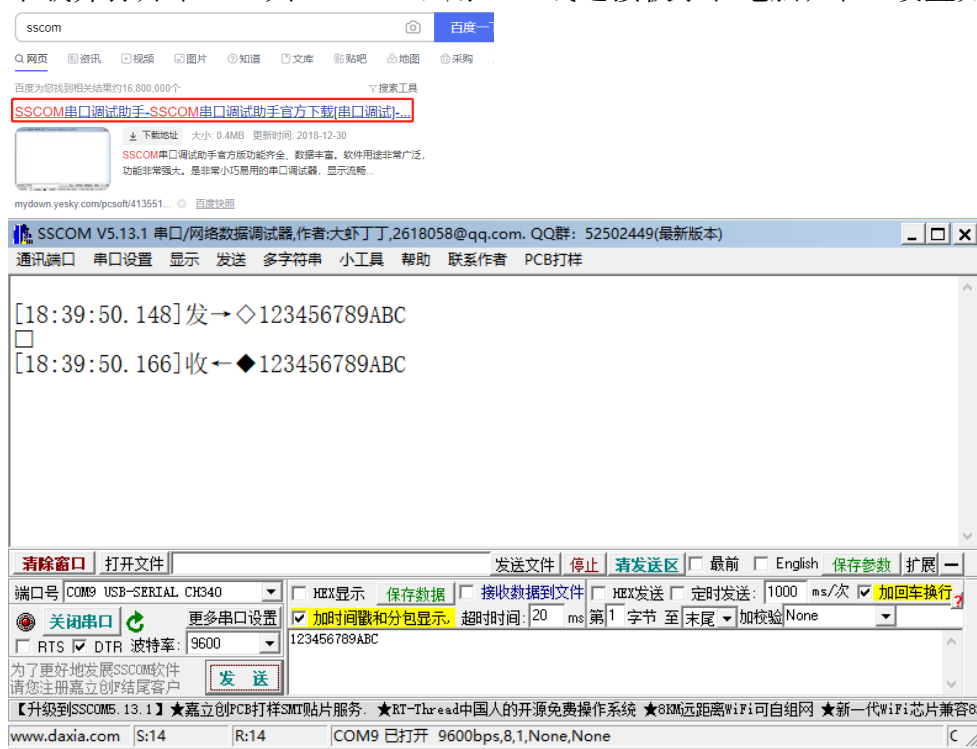 sscom
百度一
网页 资讯 视频 图片 知道 文库 贴吧 地图 采购
百度为您找到相关结果约16,800,000个 搜索工具
SSCOM串口调试助手-SSCOM串口调试助手官方下载[串口调试]-...
下载地址 大小: 0.4MB 更新时间: 2018-12-30
SSCOM串口调试助手官方版功能齐全、数据丰富。软件用途非常广泛,
功能非常强大。是非常小巧易用的串口调试器, 显示流畅...
mydown.yesky.com/pcsoft/413551... 百度快照
SSCOM V5.13.1 串口/网络数据调试器,作者:大虾丁丁,2618058@qq.com. QQ群: 52502449(最新版本)
通讯端口 串口设置 显示 发送 多字符串 小工具 帮助 联系作者 PCB打样
[18:39:50.148]发→◇123456789ABC
□
[18:39:50.166]收←◆123456789ABC
清除窗口 打开文件 发送文件 停止 清发送区 最前 English 保存参数 扩展 —
端口号 COM9 USB-SERIAL CH340 HEX显示 保存数据 接收数据到文件 HEX发送 定时发送: 1000 ms/次 加回车换行 ?
关闭串口 更多串口设置 加时间戳和分包显示, 超时时间: 20 ms 第1 字节 至 末尾 加校验 None
RTS DTR 波特率: 9600 123456789ABC
为了更好地发展SSCOM软件
请您注册嘉立创F结尾客户 发 送
【升级到SSCOM5.13.1】★嘉立创PCB打样SMT贴片服务. ★RT-Thread中国人的开源免费操作系统 ★8KM远距离WiFi可自组网 ★新一代WiFi芯片兼容8
www.daxia.com S:14 R:14 COM9 已打开 9600bps,8,1,None,None C